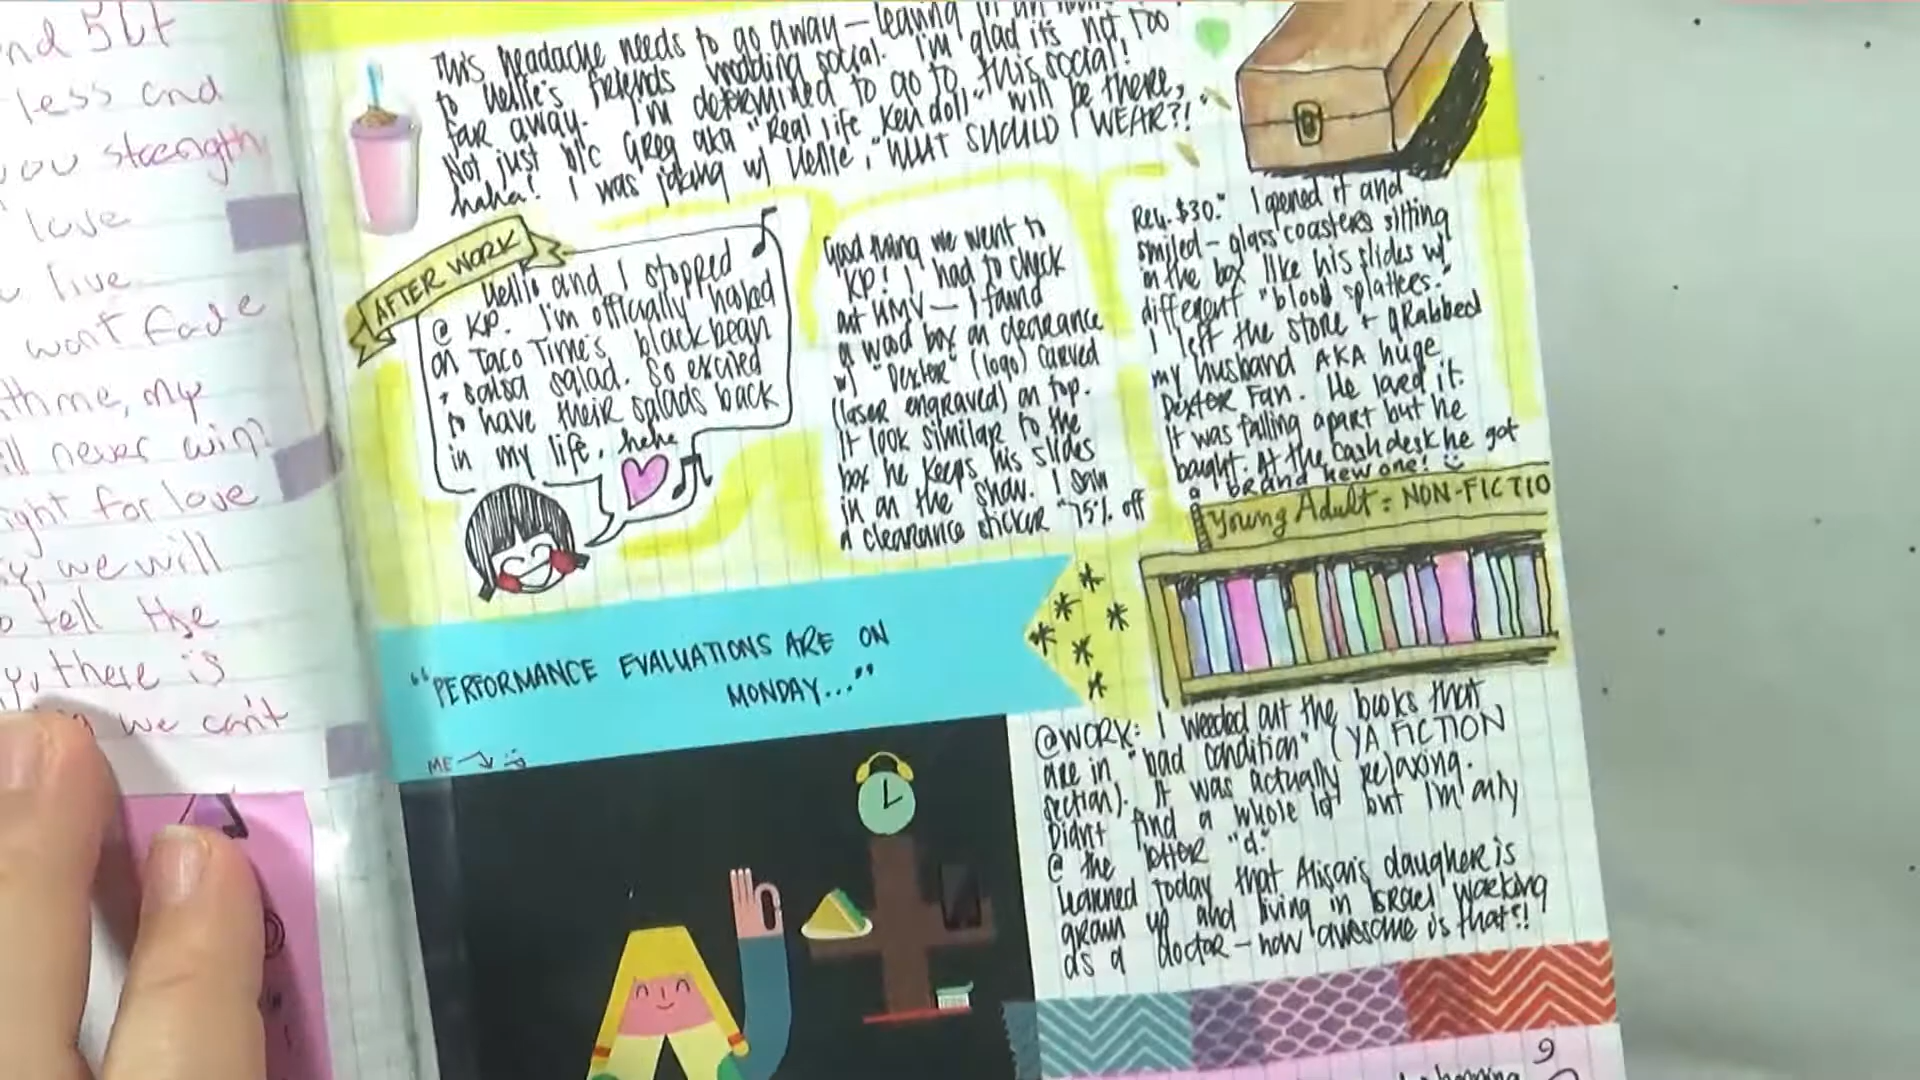 nd 5lit
less and
you strength
love
live
wont fade
thme, my
ll never win?
ight for love
y, we will
o tell the
y, there is
we can't
This headache needs to go away — leaving in an
to Nellie's friends wedding social. I'm glad it's not too
far away. I'm determined to go to this social!
Not just b/c Greg aka "Real life Ken doll" will be there,
haha! I was joking w/ Nellie, "WHAT SHOULD I WEAR?!"
AFTER WORK
Nellie and I stopped
@ KP. I'm officially hooked
on Taco Time's black bean
+ salsa salad. So excited
to have their salads back
in my life. hehe
Good thing we went to
KP! I had to check
out HMV — I found
a wood box on clearance
w/ "Dexter" (logo) carved
(laser engraved) on top.
It look similar to the
box he keeps his slides
in on the show. I saw
a clearance sticker "75% off
Reg. $30." I opened it and
smiled - glass coasters sitting
in the box like his slides w/
different "blood splatters."
I left the store + grabbed
my husband AKA huge
Dexter Fan. He loved it.
It was falling apart but he
bought. At the cash desk he got
a brand new one!
Young Adult: NON-FICTIO
"PERFORMANCE EVALUATIONS ARE ON
MONDAY..."
ME
@WORK: I weeded out the books that
are in "bad condition" (YA FICTION
section). It was actually relaxing.
Didn't find a whole lot but I'm only
@ the letter "d."
Learned today that Alison's daugher is
grown up and living in Israel working
as a doctor - how awesome is that?!